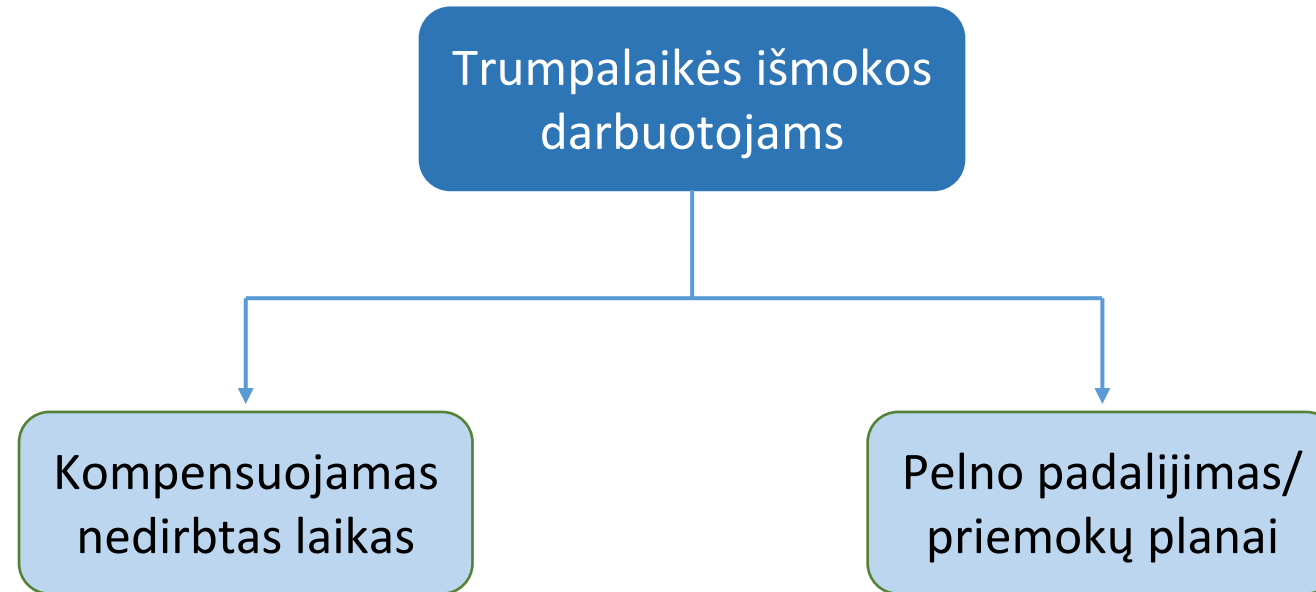 Trumpalaikės išmokos
darbuotojams
Kompensuojamas
nedirbtas laikas
Pelno padalijimas/
priemokų planai